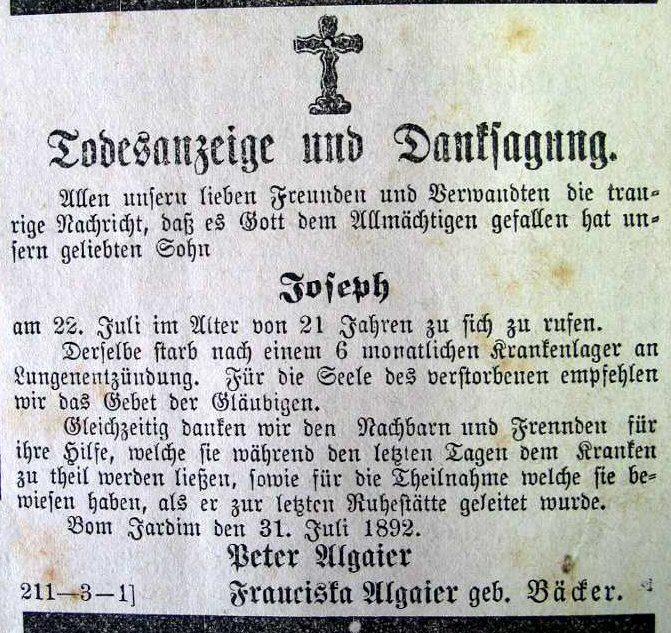 Todesanzeige und Danksagung.
Allen unsern lieben Freunden und Verwandten die trau-
rige Nachricht, daß es Gott dem Allmächtigen gefallen hat un-
sern geliebten Sohn
Joseph
am 22. Juli im Alter von 21 Jahren zu sich zu rufen.
Derselbe starb nach einem 6 monatlichen Krankenlager an
Lungenentzündung. Für die Seele des verstorbenen empfehlen
wir das Gebet der Gläubigen.
Gleichzeitig danken wir den Nachbarn und Frennden für
ihre Hilfe, welche sie während den letzten Tagen dem Kranken
zu theil werden ließen, sowie für die Theilnahme welche sie be-
wiesen haben, als er zur letzten Ruhestätte geleitet wurde.
Bom Jardim den 31. Juli 1892.
Peter Algaier
211—3—1] Franciska Algaier geb. Bäcker.